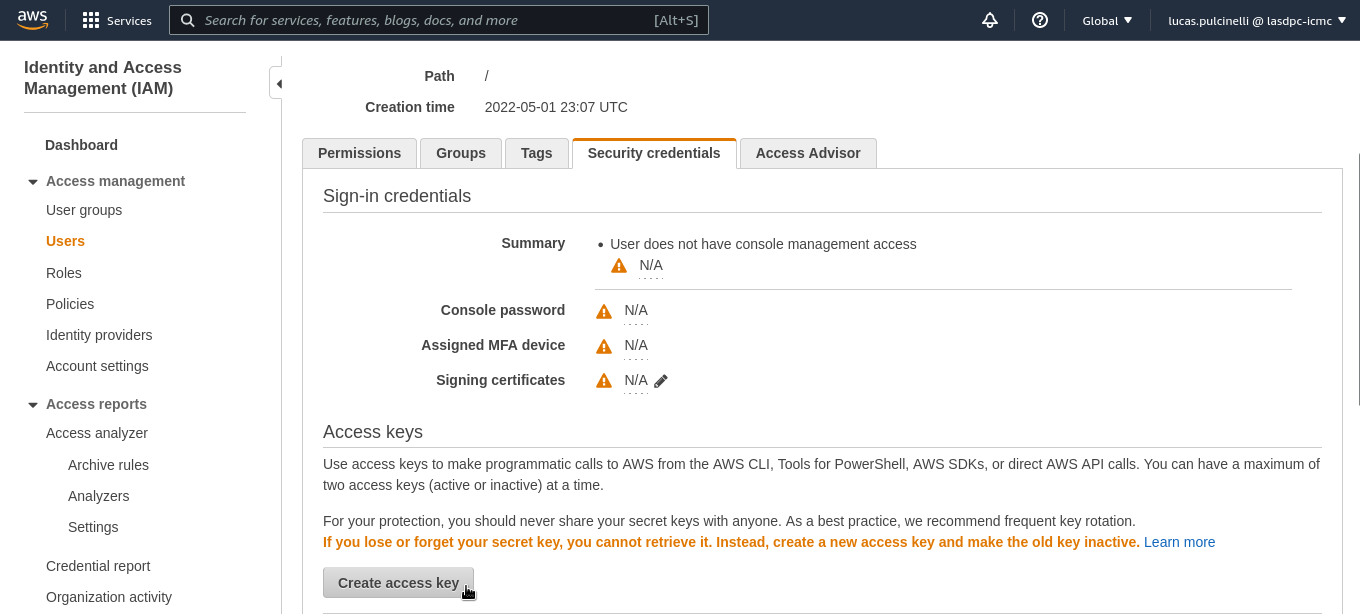 aws
Services
Search for services, features, blogs, docs, and more
[Alt+S]
Global
lucas.pulcinelli @ lasdpc-icmc
Identity and Access
Management (IAM)
Dashboard
Access management
User groups
Users
Roles
Policies
Identity providers
Account settings
Access reports
Access analyzer
Archive rules
Analyzers
Settings
Credential report
Organization activity
Path /
Creation time 2022-05-01 23:07 UTC
Permissions
Groups
Tags
Security credentials
Access Advisor
Sign-in credentials
Summary • User does not have console management access
N/A
Console password N/A
Assigned MFA device N/A
Signing certificates N/A
Access keys
Use access keys to make programmatic calls to AWS from the AWS CLI, Tools for PowerShell, AWS SDKs, or direct AWS API calls. You can have a maximum of
two access keys (active or inactive) at a time.
For your protection, you should never share your secret keys with anyone. As a best practice, we recommend frequent key rotation.
If you lose or forget your secret key, you cannot retrieve it. Instead, create a new access key and make the old key inactive. Learn more
Create access key